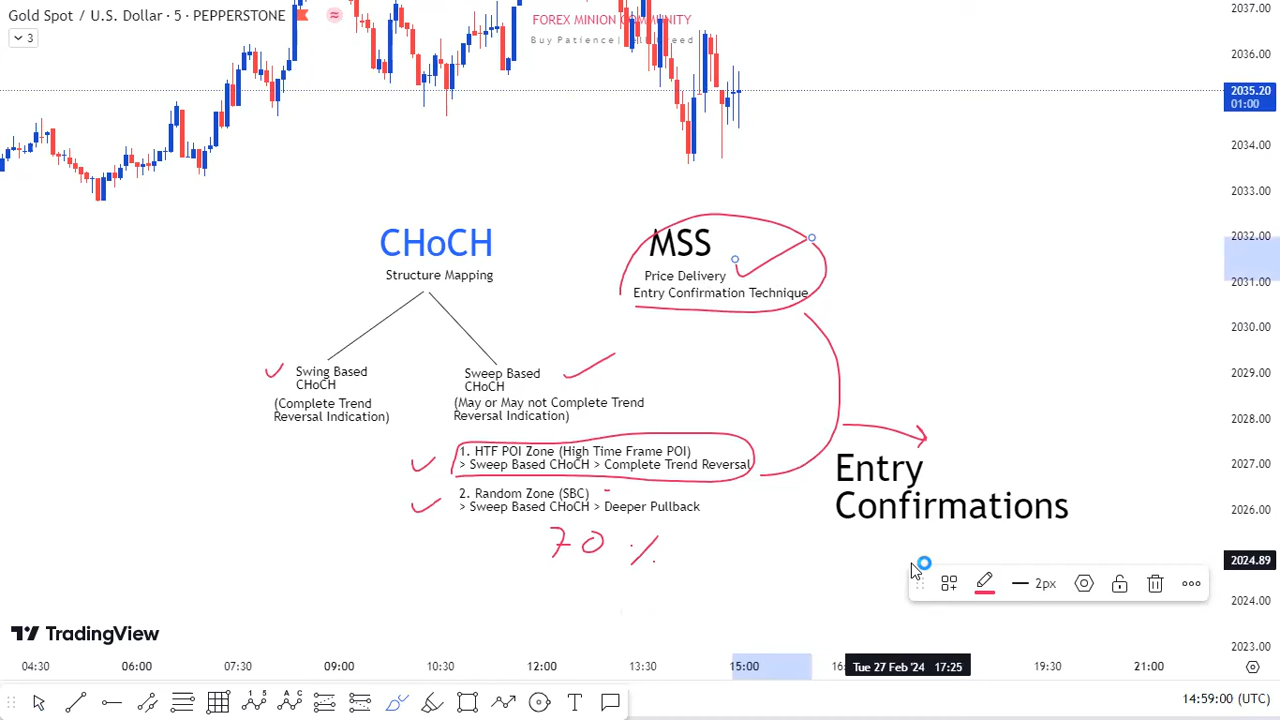 Gold Spot / U.S. Dollar · 5 · PEPPERSTONE
3
FOREX MINION COMMUNITY
Buy Patience|
2037.00
2036.00
2035.20
01:00
2034.00
2033.00
2032.00
2031.00
2030.00
2029.00
2028.00
2027.00
2026.00
2024.89
2024.00
2023.00
CHoCH
Structure Mapping
MSS
Price Delivery
Entry Confirmation Technique
Swing Based
CHoCH
(Complete Trend
Reversal Indication)
Sweep Based
CHoCH
(May or May not Complete Trend
Reversal Indication)
1. HTF POI Zone (High Time Frame POI)
> Sweep Based CHoCH > Complete Trend Reversal
2. Random Zone (SBC)
> Sweep Based CHoCH > Deeper Pullback
70 %
Entry
Confirmations
2px
TradingView
04:30 06:00 07:30 09:00 10:30 12:00 13:30 15:00 Tue 27 Feb '24 17:25 19:30 21:00
14:59:00 (UTC)